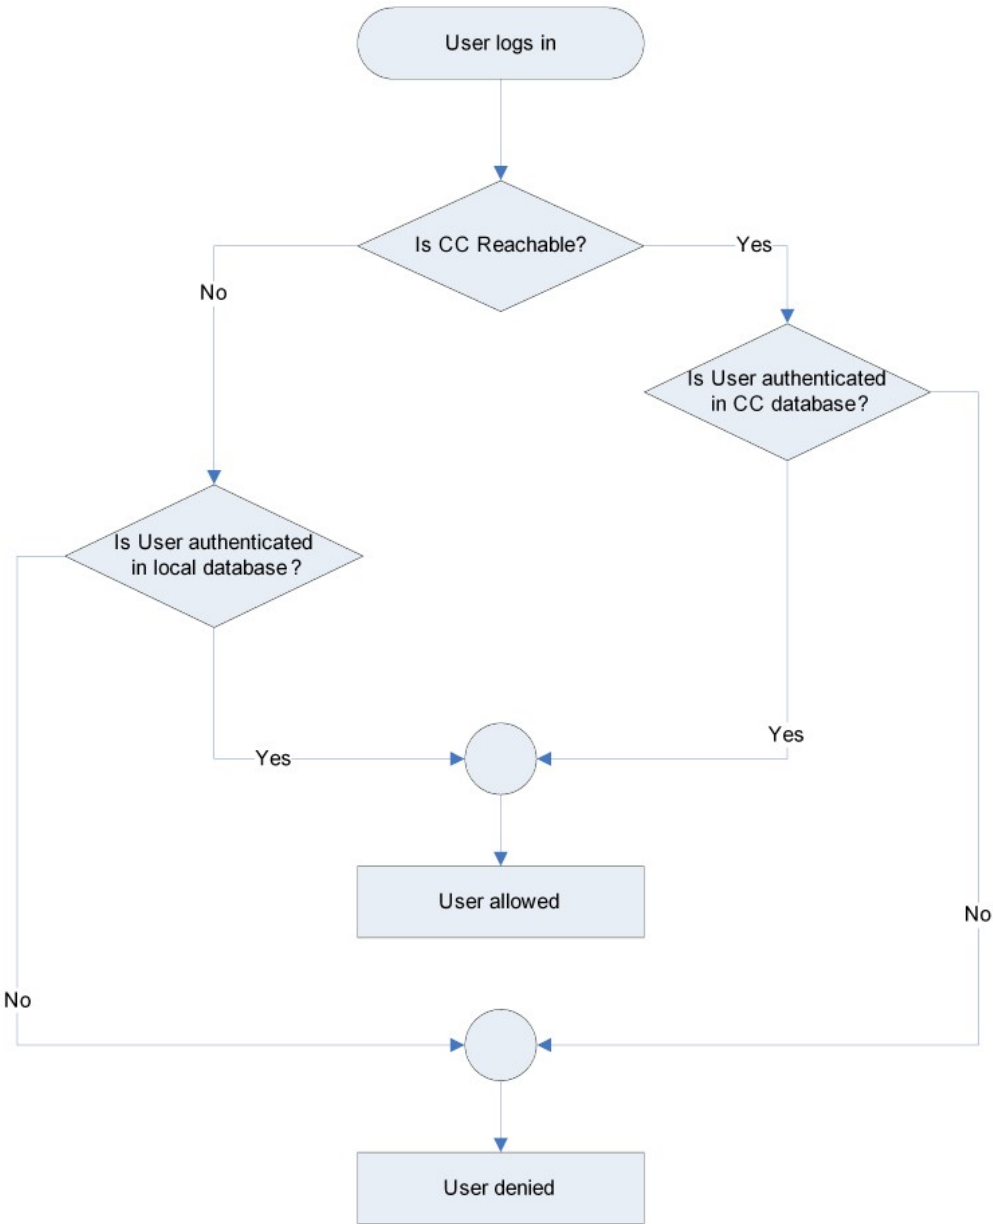 User logs in
Is CC Reachable?
Yes
No
Is User authenticated
in CC database?
Is User authenticated
in local database?
Yes
Yes
User allowed
No
No
User denied